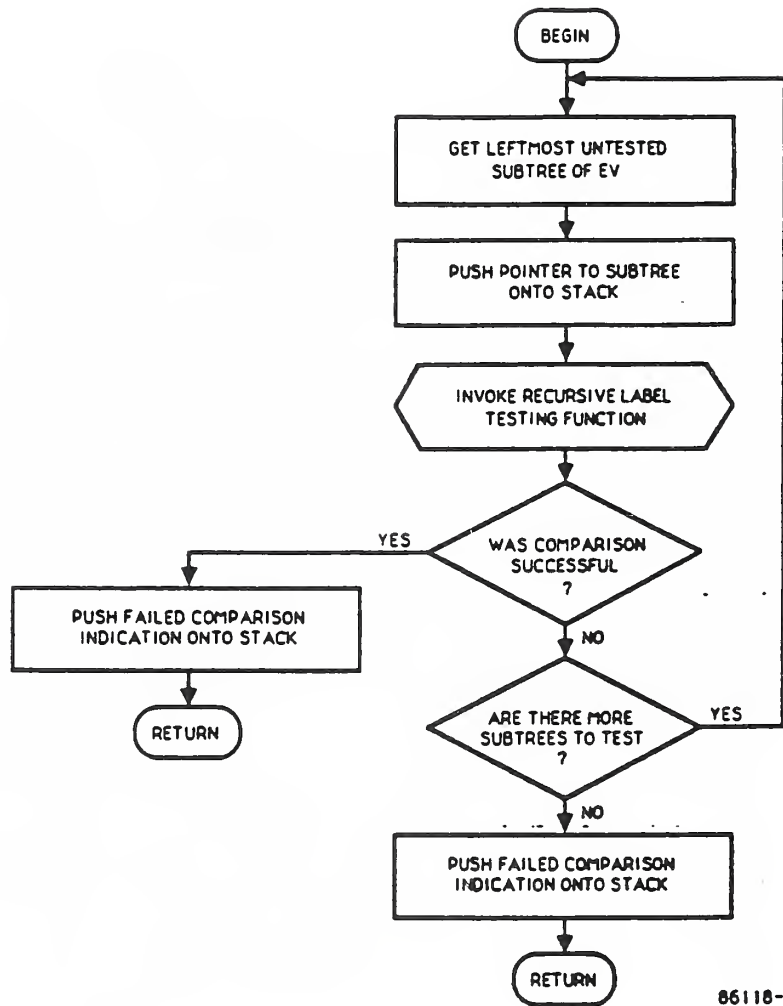 BEGIN
GET LEFTMOST UNTESTED
SUBTREE OF EV
PUSH POINTER TO SUBTREE
ONTO STACK
INVOKE RECURSIVE LABEL
TESTING FUNCTION
YES
WAS COMPARISON
SUCCESSFUL
?
PUSH FAILED COMPARISON
INDICATION ONTO STACK
NO
RETURN
ARE THERE MORE
SUBTREES TO TEST
?
YES
NO
PUSH FAILED COMPARISON
INDICATION ONTO STACK
RETURN
86118-